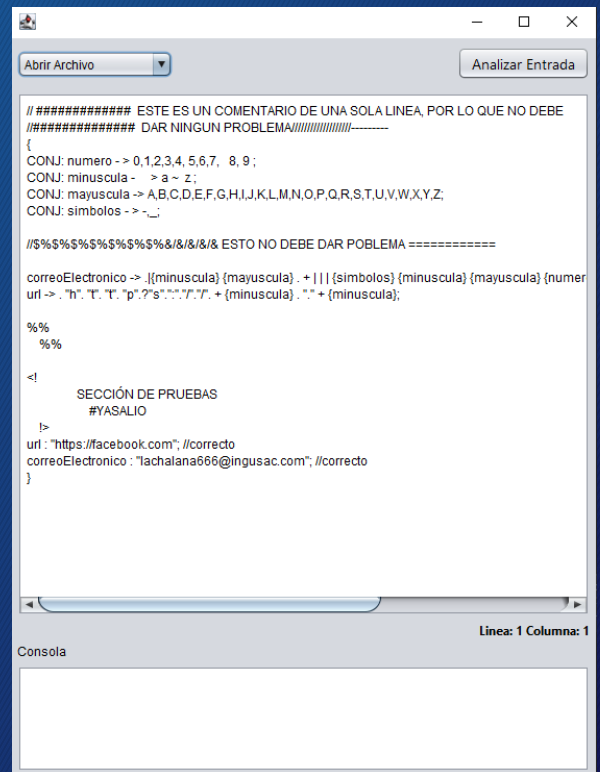 Abrir Archivo
Analizar Entrada
// ############# ESTE ES UN COMENTARIO DE UNA SOLA LINEA, POR LO QUE NO DEBE
//############## DAR NINGUN PROBLEMA///////////////////---------
{
CONJ: numero - > 0,1,2,3,4, 5,6,7, 8, 9 ;
CONJ: minuscula - > a ~ z ;
CONJ: mayuscula -> A,B,C,D,E,F,G,H,I,J,K,L,M,N,O,P,Q,R,S,T,U,V,W,X,Y,Z;
CONJ: simbolos - > -,_;
//$%$%$%$%$%$%$%&/&/&/&/& ESTO NO DEBE DAR POBLEMA ============
correoElectronico -> .|{minuscula} {mayuscula} . + | | | {simbolos} {minuscula} {mayuscula} {numer
url -> . "h". "t". "t". "p".?"s".":"."/"."/". + {minuscula} . "." + {minuscula};
%%
%%
<!
SECCIÓN DE PRUEBAS
#YASALIO
!>
url : "https://facebook.com"; //correcto
correoElectronico : "lachalana666@ingusac.com"; //correcto
}
Linea: 1 Columna: 1
Consola